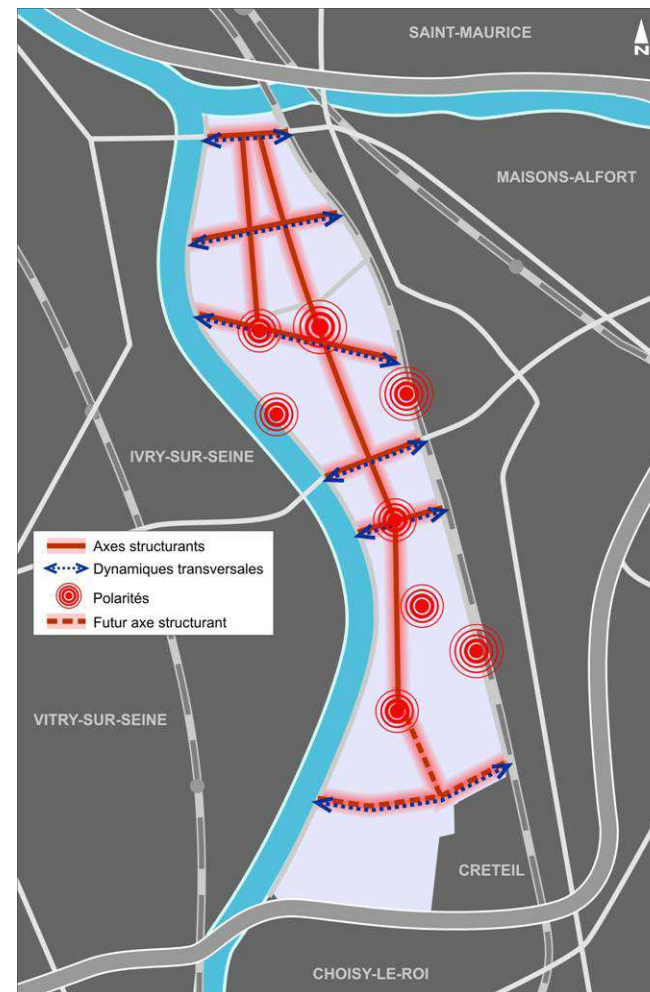 SAINT-MAURICE
N
MAISONS-ALFORT
IVRY-SUR-SEINE
Axes structurants
Dynamiques transversales
Polarités
Futur axe structurant
VITRY-SUR-SEINE
CRETEIL
CHOISY-LE-ROI